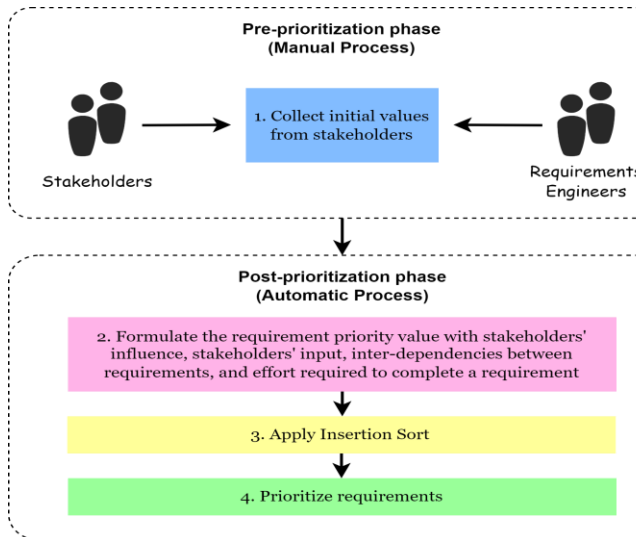 Pre-prioritization phase
(Manual Process)
1. Collect initial values
from stakeholders
Stakeholders
Requirements
Engineers
Post-prioritization phase
(Automatic Process)
2. Formulate the requirement priority value with stakeholders'
influence, stakeholders' input, inter-dependencies between
requirements, and effort required to complete a requirement
3. Apply Insertion Sort
4. Prioritize requirements